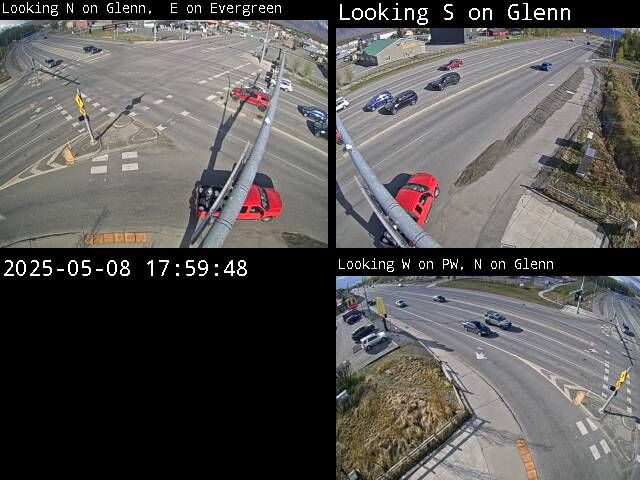 Looking N on Glenn,  E on Evergreen
Looking S on Glenn
2025-05-08 17:59:48
Looking W on PW, N on Glenn